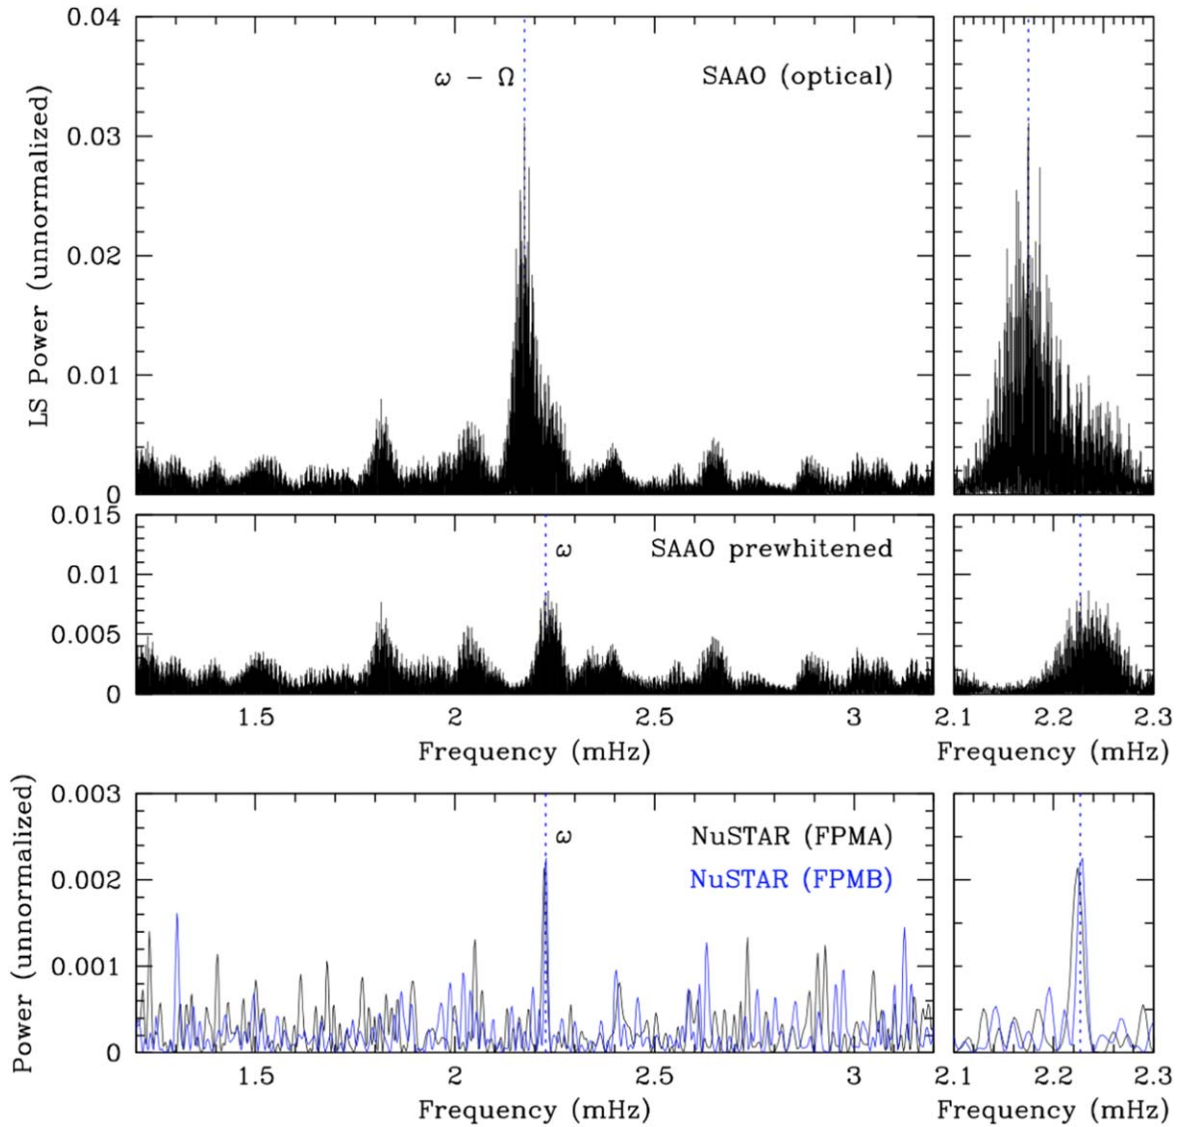 0.04
ω − Ω
SAAO (optical)
0.03
0.02
0.01
0
LS Power (unnormalized)
0.015
ω
SAAO prewhitened
0.01
0.005
0
1.5 2 2.5 3
2.1 2.2 2.3
Frequency (mHz)
Frequency (mHz)
0.003
ω
NuSTAR (FPMA)
NuSTAR (FPMB)
0.002
0.001
0
Power (unnormalized)
1.5 2 2.5 3
2.1 2.2 2.3
Frequency (mHz)
Frequency (mHz)